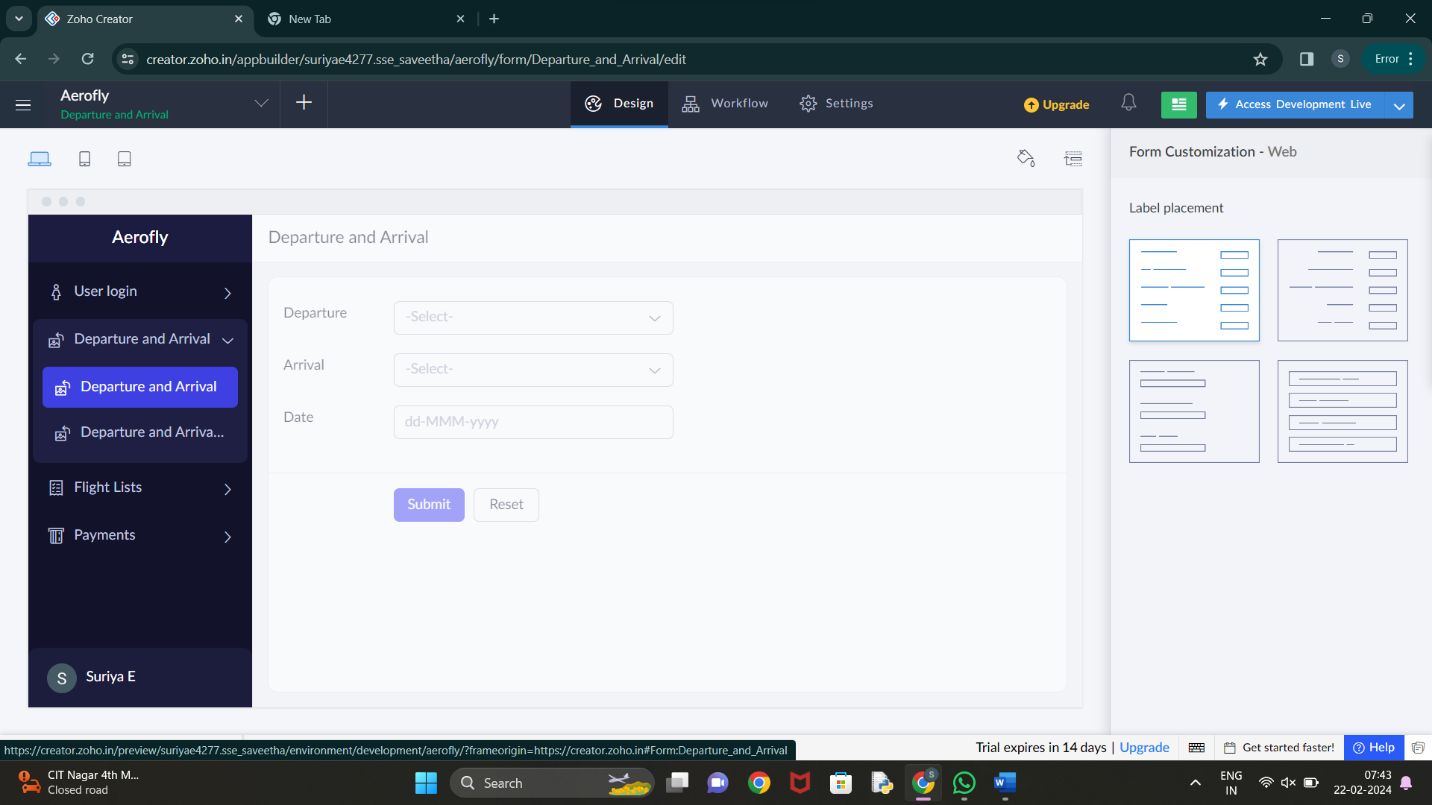 Zoho Creator
New Tab
creator.zoho.in/appbuilder/suriyae4277.sse_saveetha/aerofly/form/Departure_and_Arrival/edit
S
Error
Aerofly
Departure and Arrival
Design
Workflow
Settings
Upgrade
Access Development Live
Form Customization - Web
Label placement
Aerofly
Departure and Arrival
User login
Departure and Arrival
Departure and Arrival
Departure and Arriva...
Flight Lists
Payments
S
Suriya E
Departure
-Select-
Arrival
-Select-
Date
dd-MMM-yyyy
Submit
Reset
https://creator.zoho.in/preview/suriyae4277.sse_saveetha/environment/development/aerofly/?frameorigin=https://creator.zoho.in#Form:Departure_and_Arrival
Trial expires in 14 days | Upgrade
Get started faster!
Help
CIT Nagar 4th M...
Closed road
Search
S
W
ENG
IN
07:43
22-02-2024